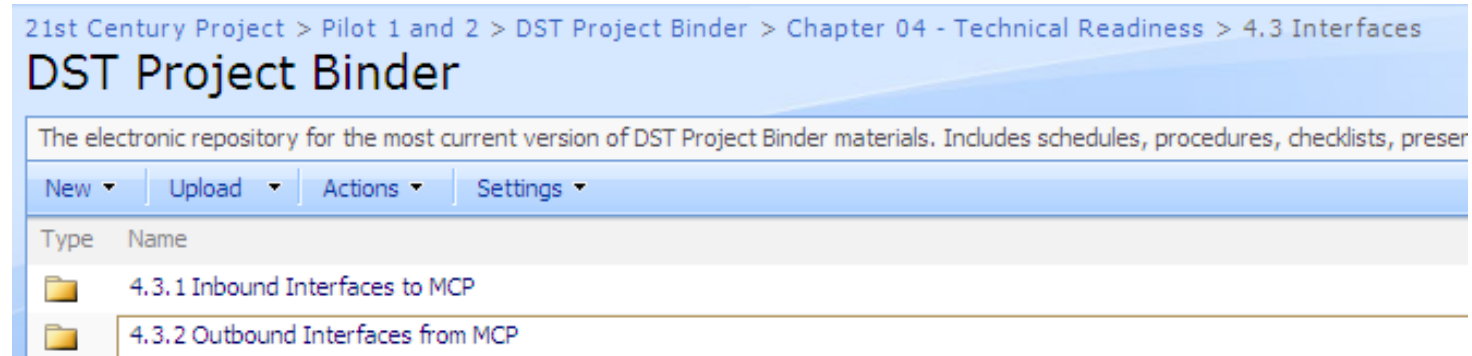 21st Century Project > Pilot 1 and 2 > DST Project Binder > Chapter 04 - Technical Readiness > 4.3 Interfaces
DST Project Binder
The electronic repository for the most current version of DST Project Binder materials. Includes schedules, procedures, checklists, presen
New Upload Actions Settings
Type Name
4.3.1 Inbound Interfaces to MCP
4.3.2 Outbound Interfaces from MCP